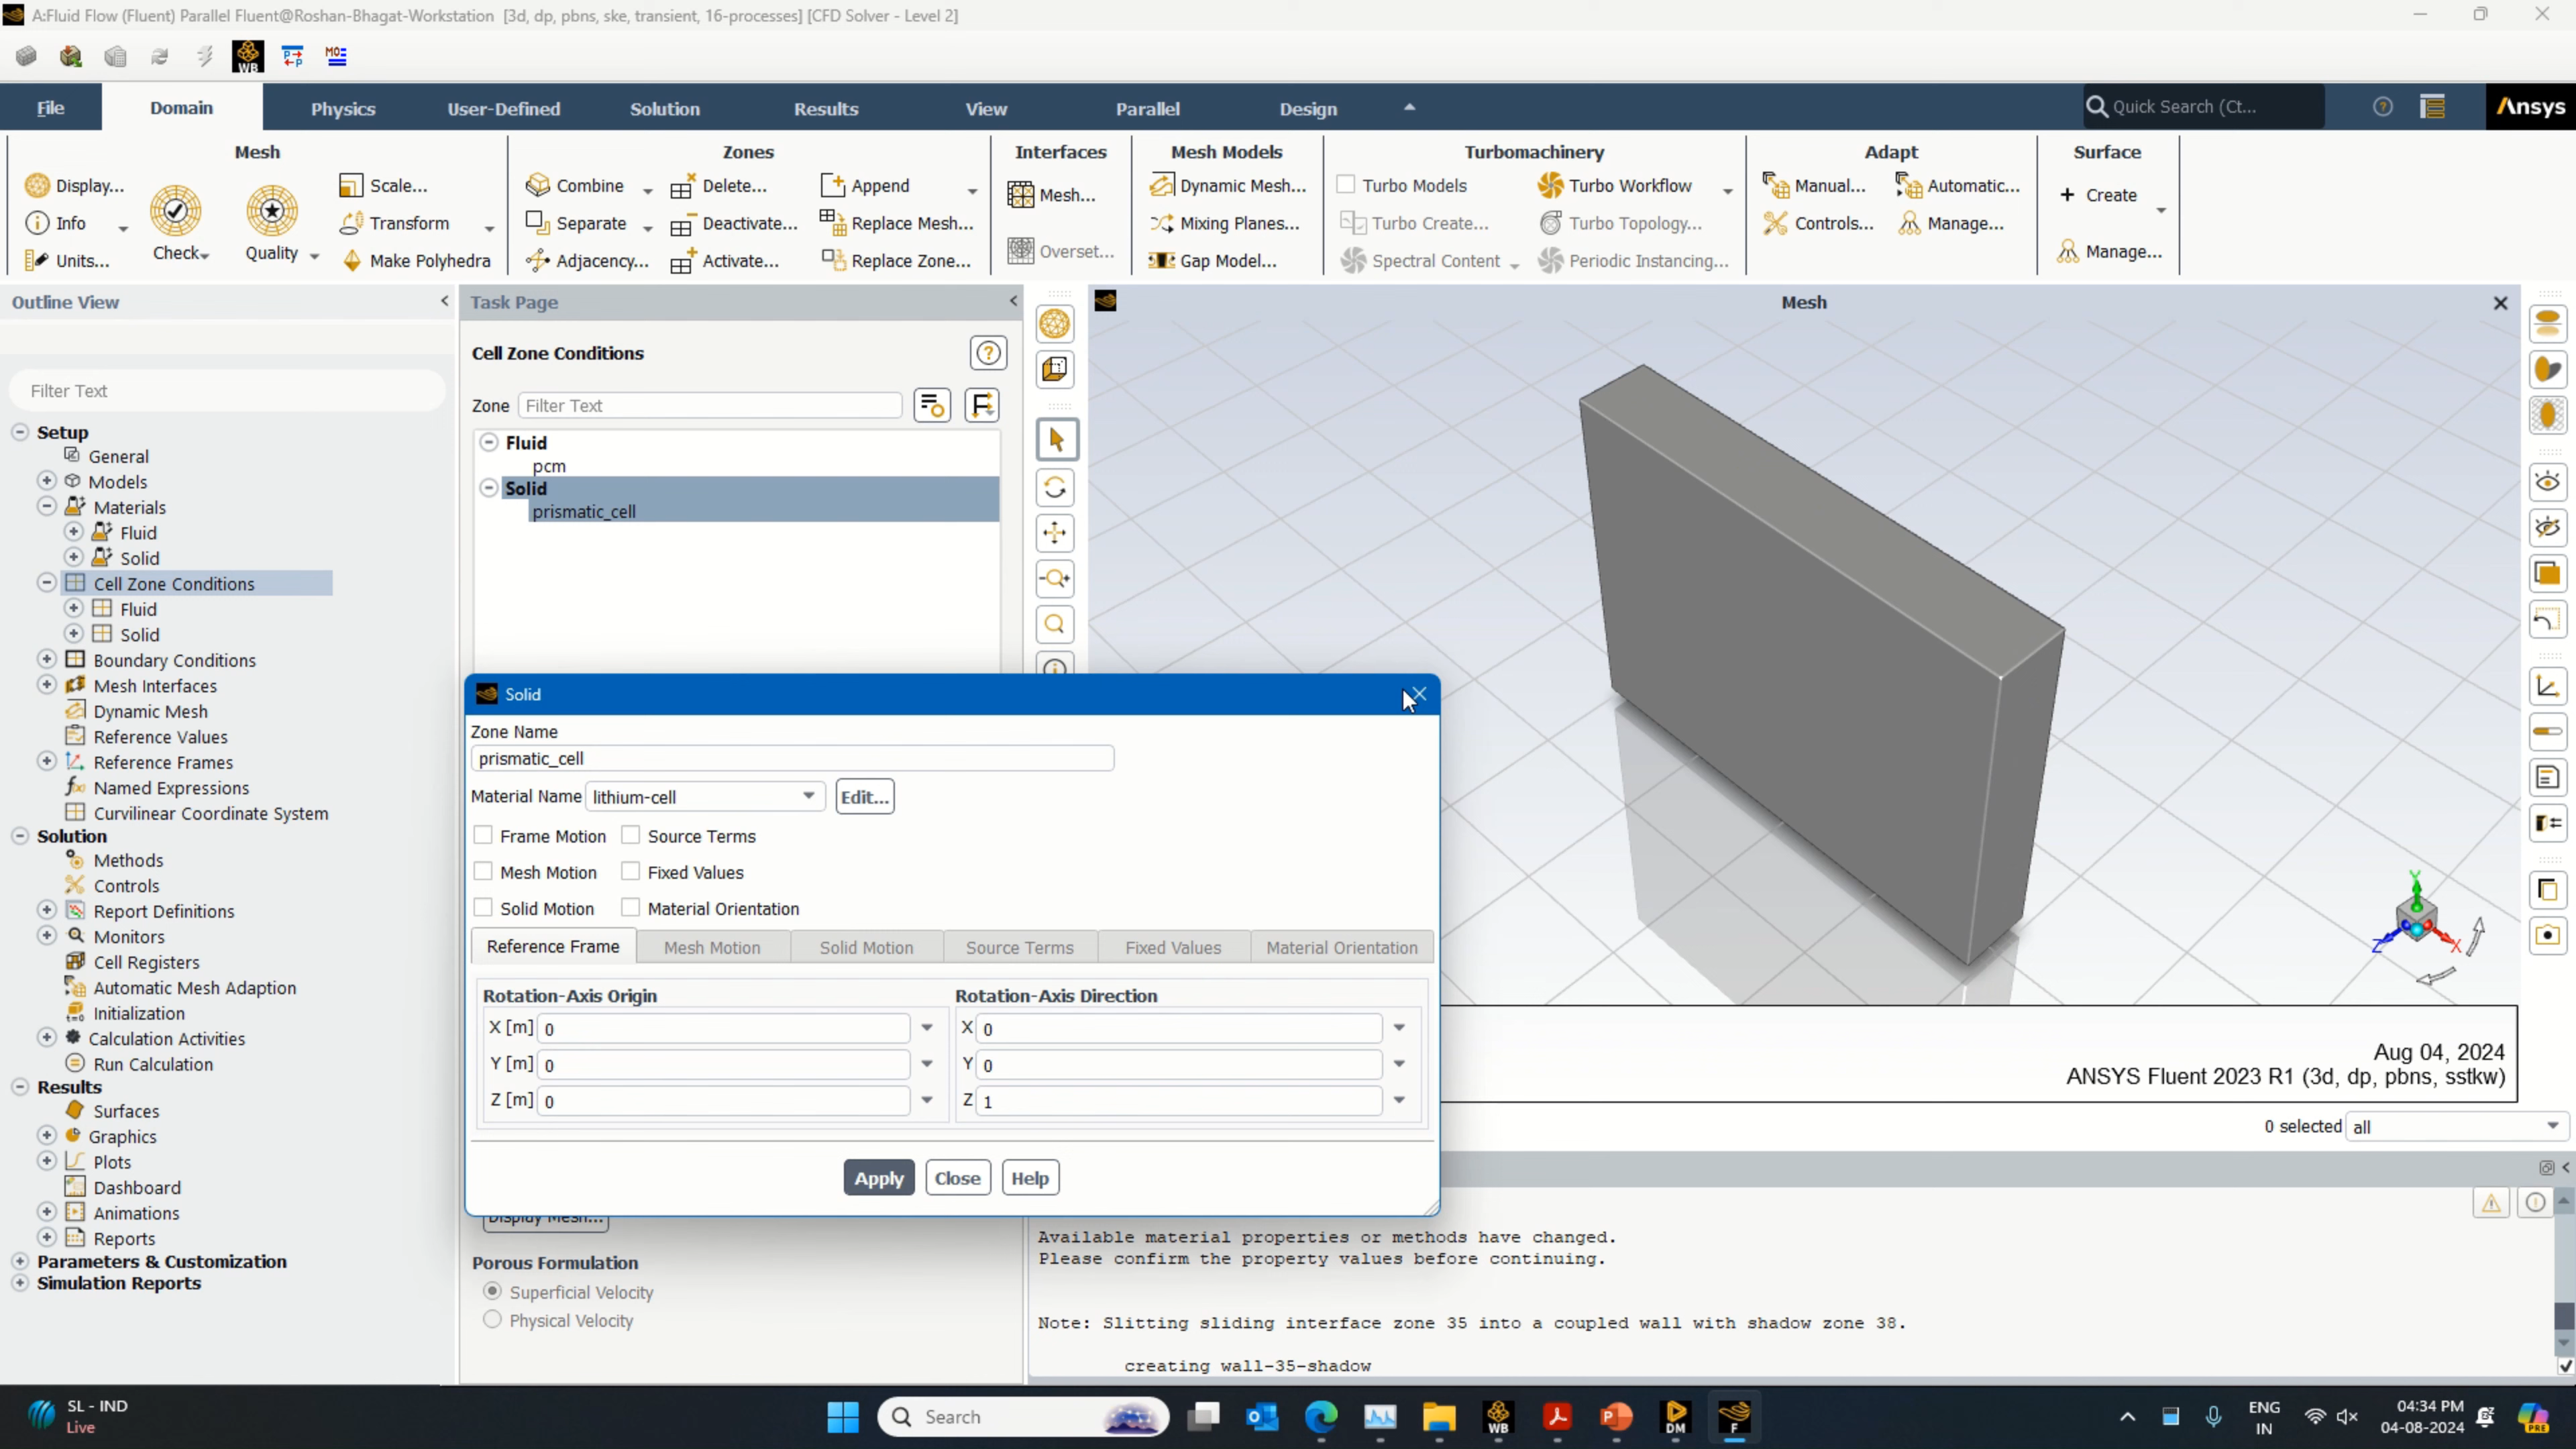 A:Fluid Flow (Fluent) Parallel Fluent@Roshan-Bhagat-Workstation [3d, dp, pbns, ske, transient, 16-processes] [CFD Solver - Level 2]
WB
File Domain Physics User-Defined Solution Results View Parallel Design Quick Search (Ct... Ansys
Mesh Zones Interfaces Mesh Models Turbomachinery Adapt Surface
Display... Scale... Combine Delete... Append Mesh... Dynamic Mesh... Turbo Models Turbo Workflow Manual... Automatic... Create
Info Transform Separate Deactivate... Replace Mesh... Mixing Planes... Turbo Create... Turbo Topology... Controls... Manage...
Check Quality Overset... Manage...
Units... Make Polyhedra Adjacency... Activate... Replace Zone... Gap Model... Spectral Content Periodic Instancing...
Outline View
Filter Text
Setup
General
Models
Materials
Fluid
Solid
Cell Zone Conditions
Fluid
Solid
Boundary Conditions
Mesh Interfaces
Dynamic Mesh
Reference Values
Reference Frames
Named Expressions
Curvilinear Coordinate System
Solution
Methods
Controls
Report Definitions
Monitors
Cell Registers
Automatic Mesh Adaption
Initialization
Calculation Activities
Run Calculation
Results
Surfaces
Graphics
Plots
Dashboard
Animations
Reports
Parameters & Customization
Simulation Reports
Task Page
Cell Zone Conditions
Zone Filter Text
Fluid
pcm
Solid
prismatic_cell
Solid
Zone Name
prismatic_cell
Material Name lithium-cell Edit...
Frame Motion Source Terms
Mesh Motion Fixed Values
Solid Motion Material Orientation
Reference Frame Mesh Motion Solid Motion Source Terms Fixed Values Material Orientation
Rotation-Axis Origin Rotation-Axis Direction
X [m] 0 X 0
Y [m] 0 Y 0
Z [m] 0 Z 1
Apply Close Help
Display Mesh...
Porous Formulation
Superficial Velocity
Physical Velocity
Mesh
Y
Z X
Aug 04, 2024
ANSYS Fluent 2023 R1 (3d, dp, pbns, sstkw)
0 selected all
Available material properties or methods have changed.
Please confirm the property values before continuing.
Note: Slitting sliding interface zone 35 into a coupled wall with shadow zone 38.
creating wall-35-shadow
SL - IND
Live
Search
WB
DM
F
ENG
IN
04:34 PM
04-08-2024
PRE